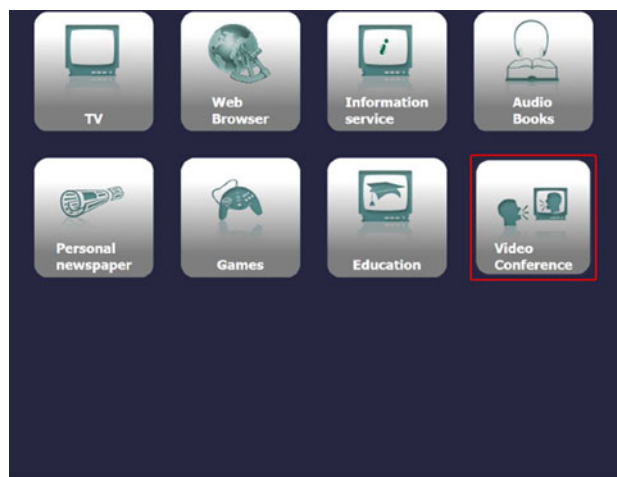 TV
Web
Browser
Information
service
Audio
Books
Personal
newspaper
Games
Education
Video
Conference